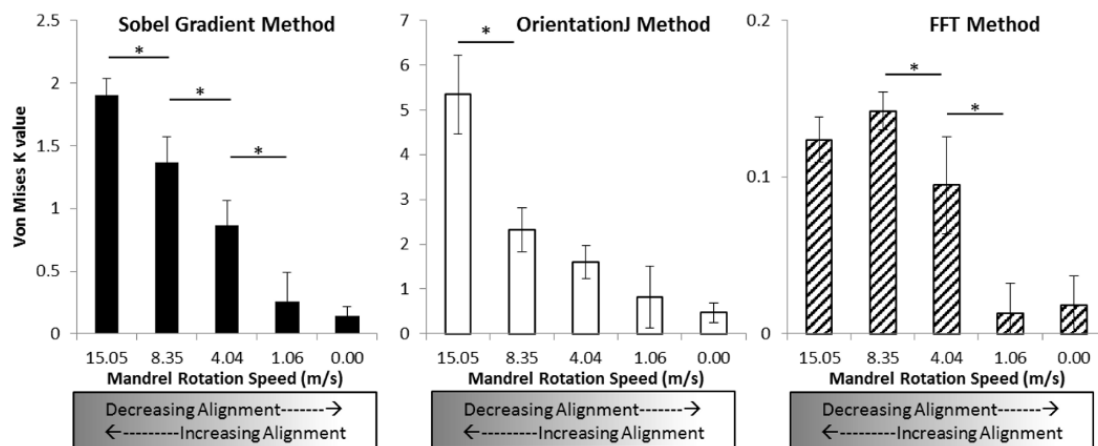 Sobel Gradient Method
Von Mises K value
2.5
2
1.5
1
0.5
0
*
*
*
15.05 8.35 4.04 1.06 0.00
Mandrel Rotation Speed (m/s)
Decreasing Alignment-------→
←---------Increasing Alignment
OrientationJ Method
7
6
5
4
3
2
1
0
*
15.05 8.35 4.04 1.06 0.00
Mandrel Rotation Speed (m/s)
Decreasing Alignment-------→
←---------Increasing Alignment
FFT Method
0.2
0.1
0
*
*
15.05 8.35 4.04 1.06 0.00
Mandrel Rotation Speed (m/s)
Decreasing Alignment-------→
←---------Increasing Alignment